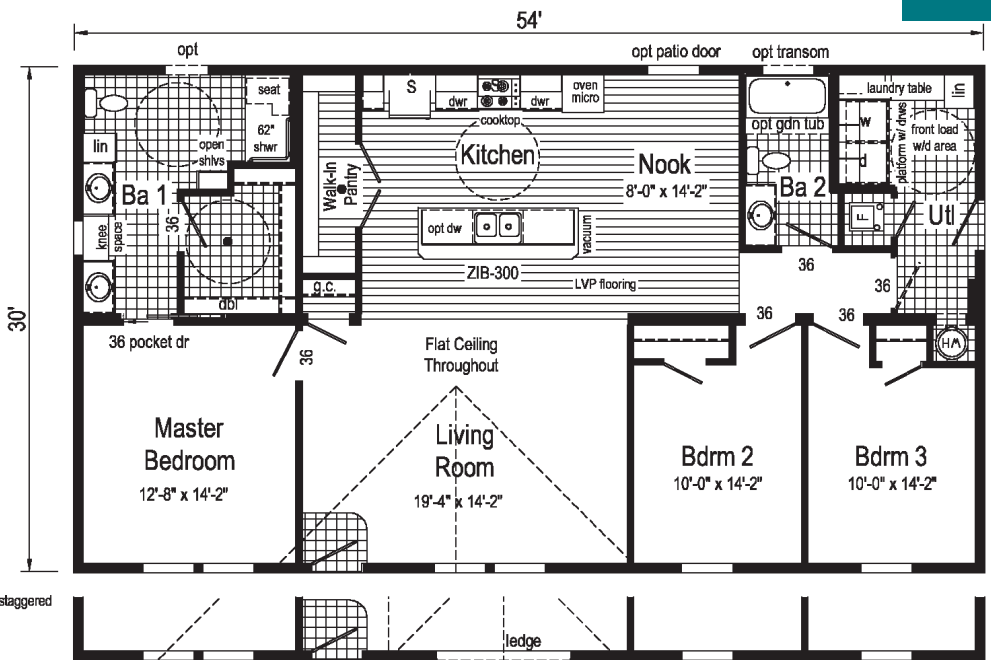 54'
opt
opt patio door
opt transom
30'
seat
62"
shwr
lin
open
shlvs
Ba 1
36
knee
space
dbl
36 pocket dr
Walk-In
Pantry
g.c.
S
dwr
S
dwr
oven
micro
cooktop
Kitchen
Nook
8'-0" x 14'-2"
opt dw
vacuum
ZIB-300
LVP flooring
opt gdn tub
Ba 2
36
laundry table
lin
w
d
platform w/ drws
front load
w/d area
F
Utl
36
36
36
HW
36
Flat Ceiling
Throughout
Master
Bedroom
12'-8" x 14'-2"
Living
Room
19'-4" x 14'-2"
Bdrm 2
10'-0" x 14'-2"
Bdrm 3
10'-0" x 14'-2"
staggered
ledge